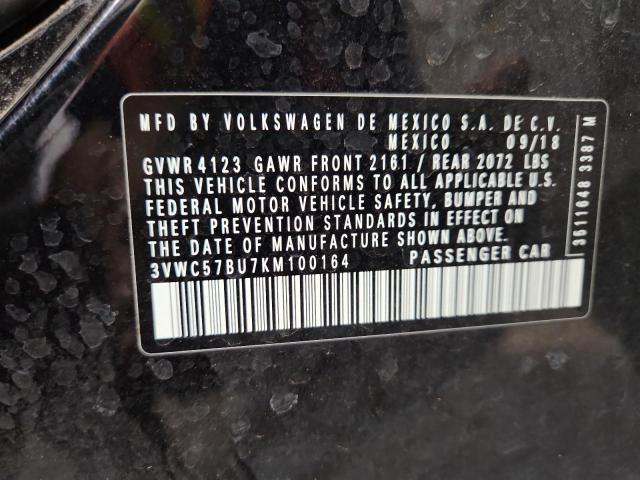 MFD BY VOLKSWAGEN DE MEXICO S.A. DE C.V.
MEXICO 09/18
GVWR 4123 GAWR FRONT 2161 / REAR 2072 LBS
THIS VEHICLE CONFORMS TO ALL APPLICABLE U.S.
FEDERAL MOTOR VEHICLE SAFETY, BUMPER AND
THEFT PREVENTION STANDARDS IN EFFECT ON
THE DATE OF MANUFACTURE SHOWN ABOVE.
3VWC57BU7KM100164 PASSENGER CAR
3611648 3387 M